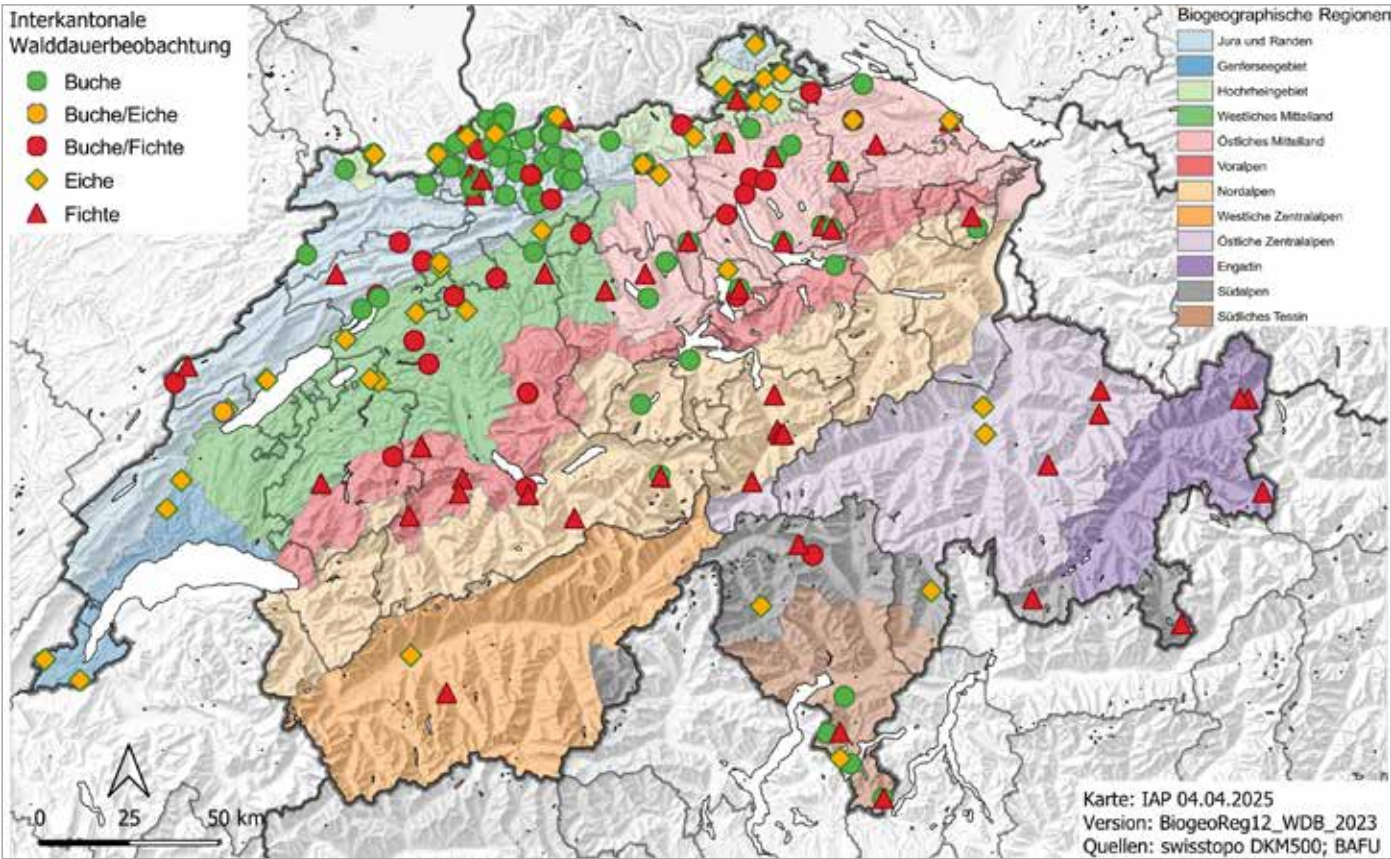 Interkantonale
Walddauerbeobachtung
Buche
Buche/Eiche
Buche/Fichte
Eiche
Fichte
Biogeographische Regionen
Jura und Randen
Genferseegebiet
Hochrheingebiet
Westliches Mittelland
Östliches Mittelland
Voralpen
Nordalpen
Westliche Zentralalpen
Östliche Zentralalpen
Engadin
Südalpen
Südliches Tessin
0 25 50 km
Karte: IAP 04.04.2025
Version: BiogeoReg12_WDB_2023
Quellen: swisstopo DKM500; BAFU